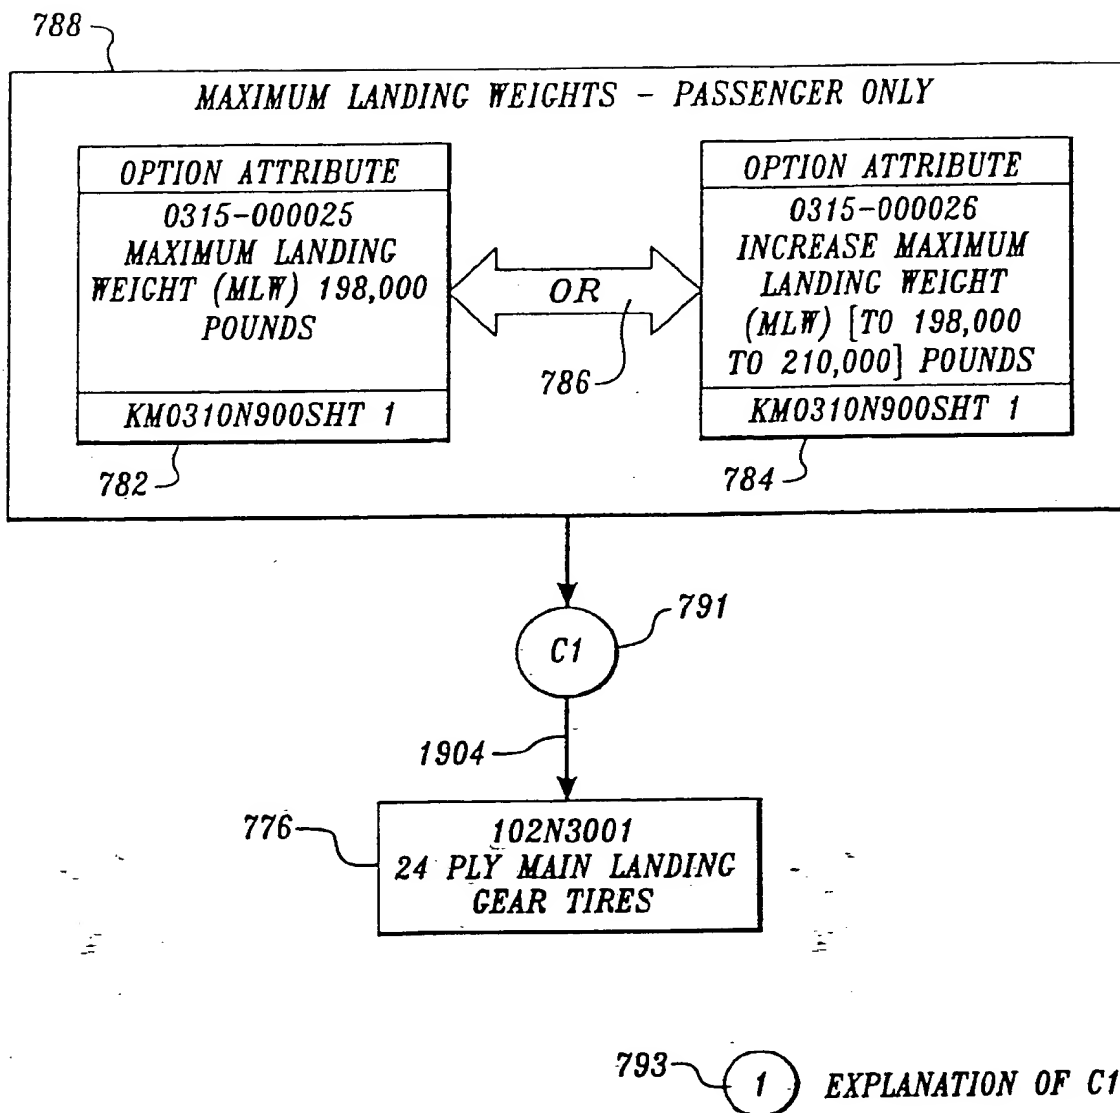 788
MAXIMUM LANDING WEIGHTS - PASSENGER ONLY
OPTION ATTRIBUTE
0315-000025
MAXIMUM LANDING
WEIGHT (MLW) 198,000
POUNDS
KM0310N900SHT 1
782
OR
786
OPTION ATTRIBUTE
0315-000026
INCREASE MAXIMUM
LANDING WEIGHT
(MLW) [TO 198,000
TO 210,000] POUNDS
KM0310N900SHT 1
784
C1
791
1904
776
102N3001
24 PLY MAIN LANDING
GEAR TIRES
793
1 EXPLANATION OF C1